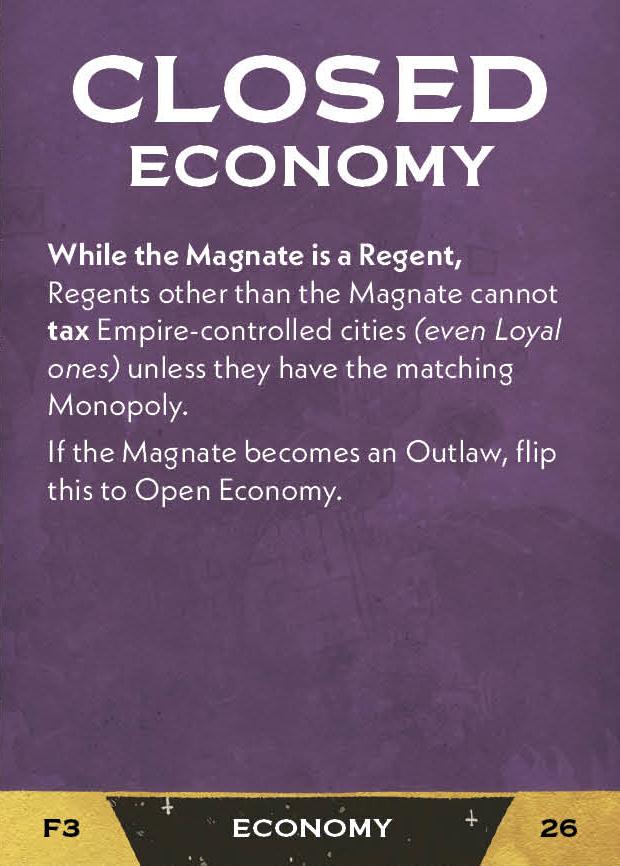 CLOSED
ECONOMY
While the Magnate is a Regent,
Regents other than the Magnate cannot
tax Empire-controlled cities (even Loyal
ones) unless they have the matching
Monopoly.
If the Magnate becomes an Outlaw, flip
this to Open Economy.
F3 ECONOMY 26